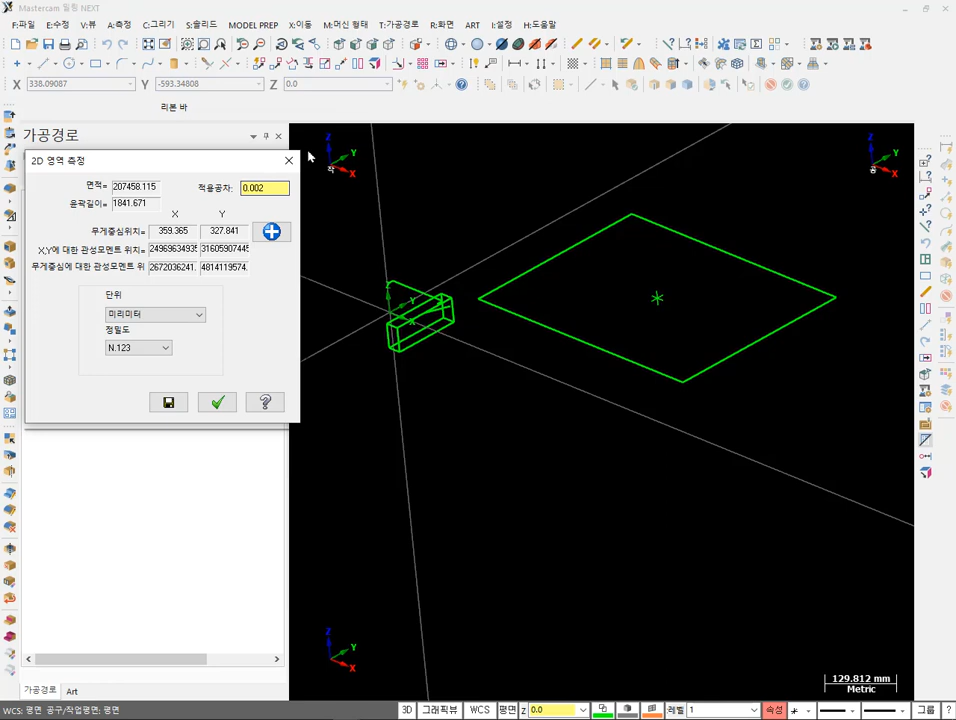 Mastercam 밀링 NEXT
F:파일 E:수정 V:뷰 A:측정 C:그리기 S:솔리드 MODEL PREP X:이동 M:머신 형태 T:가공경로 R:화면 ART I:설정 H:도움말
X 338.09087 Y -593.34808 Z 0.0
리본 바
가공경로
2D 영역 측정
면적= 207458.115 적용공차: 0.002
윤곽길이= 1841.671
X Y
무게중심위치= 359.365 327.841
X,Y에 대한 관성모멘트 위치= 24969634935 31605907445
무게중심에 대한 관성모멘트 위 2672036241. 4814119574.
단위
미리미터
정밀도
N.123
Z Y X
Z Y X
Z Y X
Z Y X
129.812 mm
Metric
가공경로 Art
WCS: 평면 공구/작업평면: 평면 3D 그래픽뷰 WCS 평면 Z 0.0 레벨 1 속성 그룹